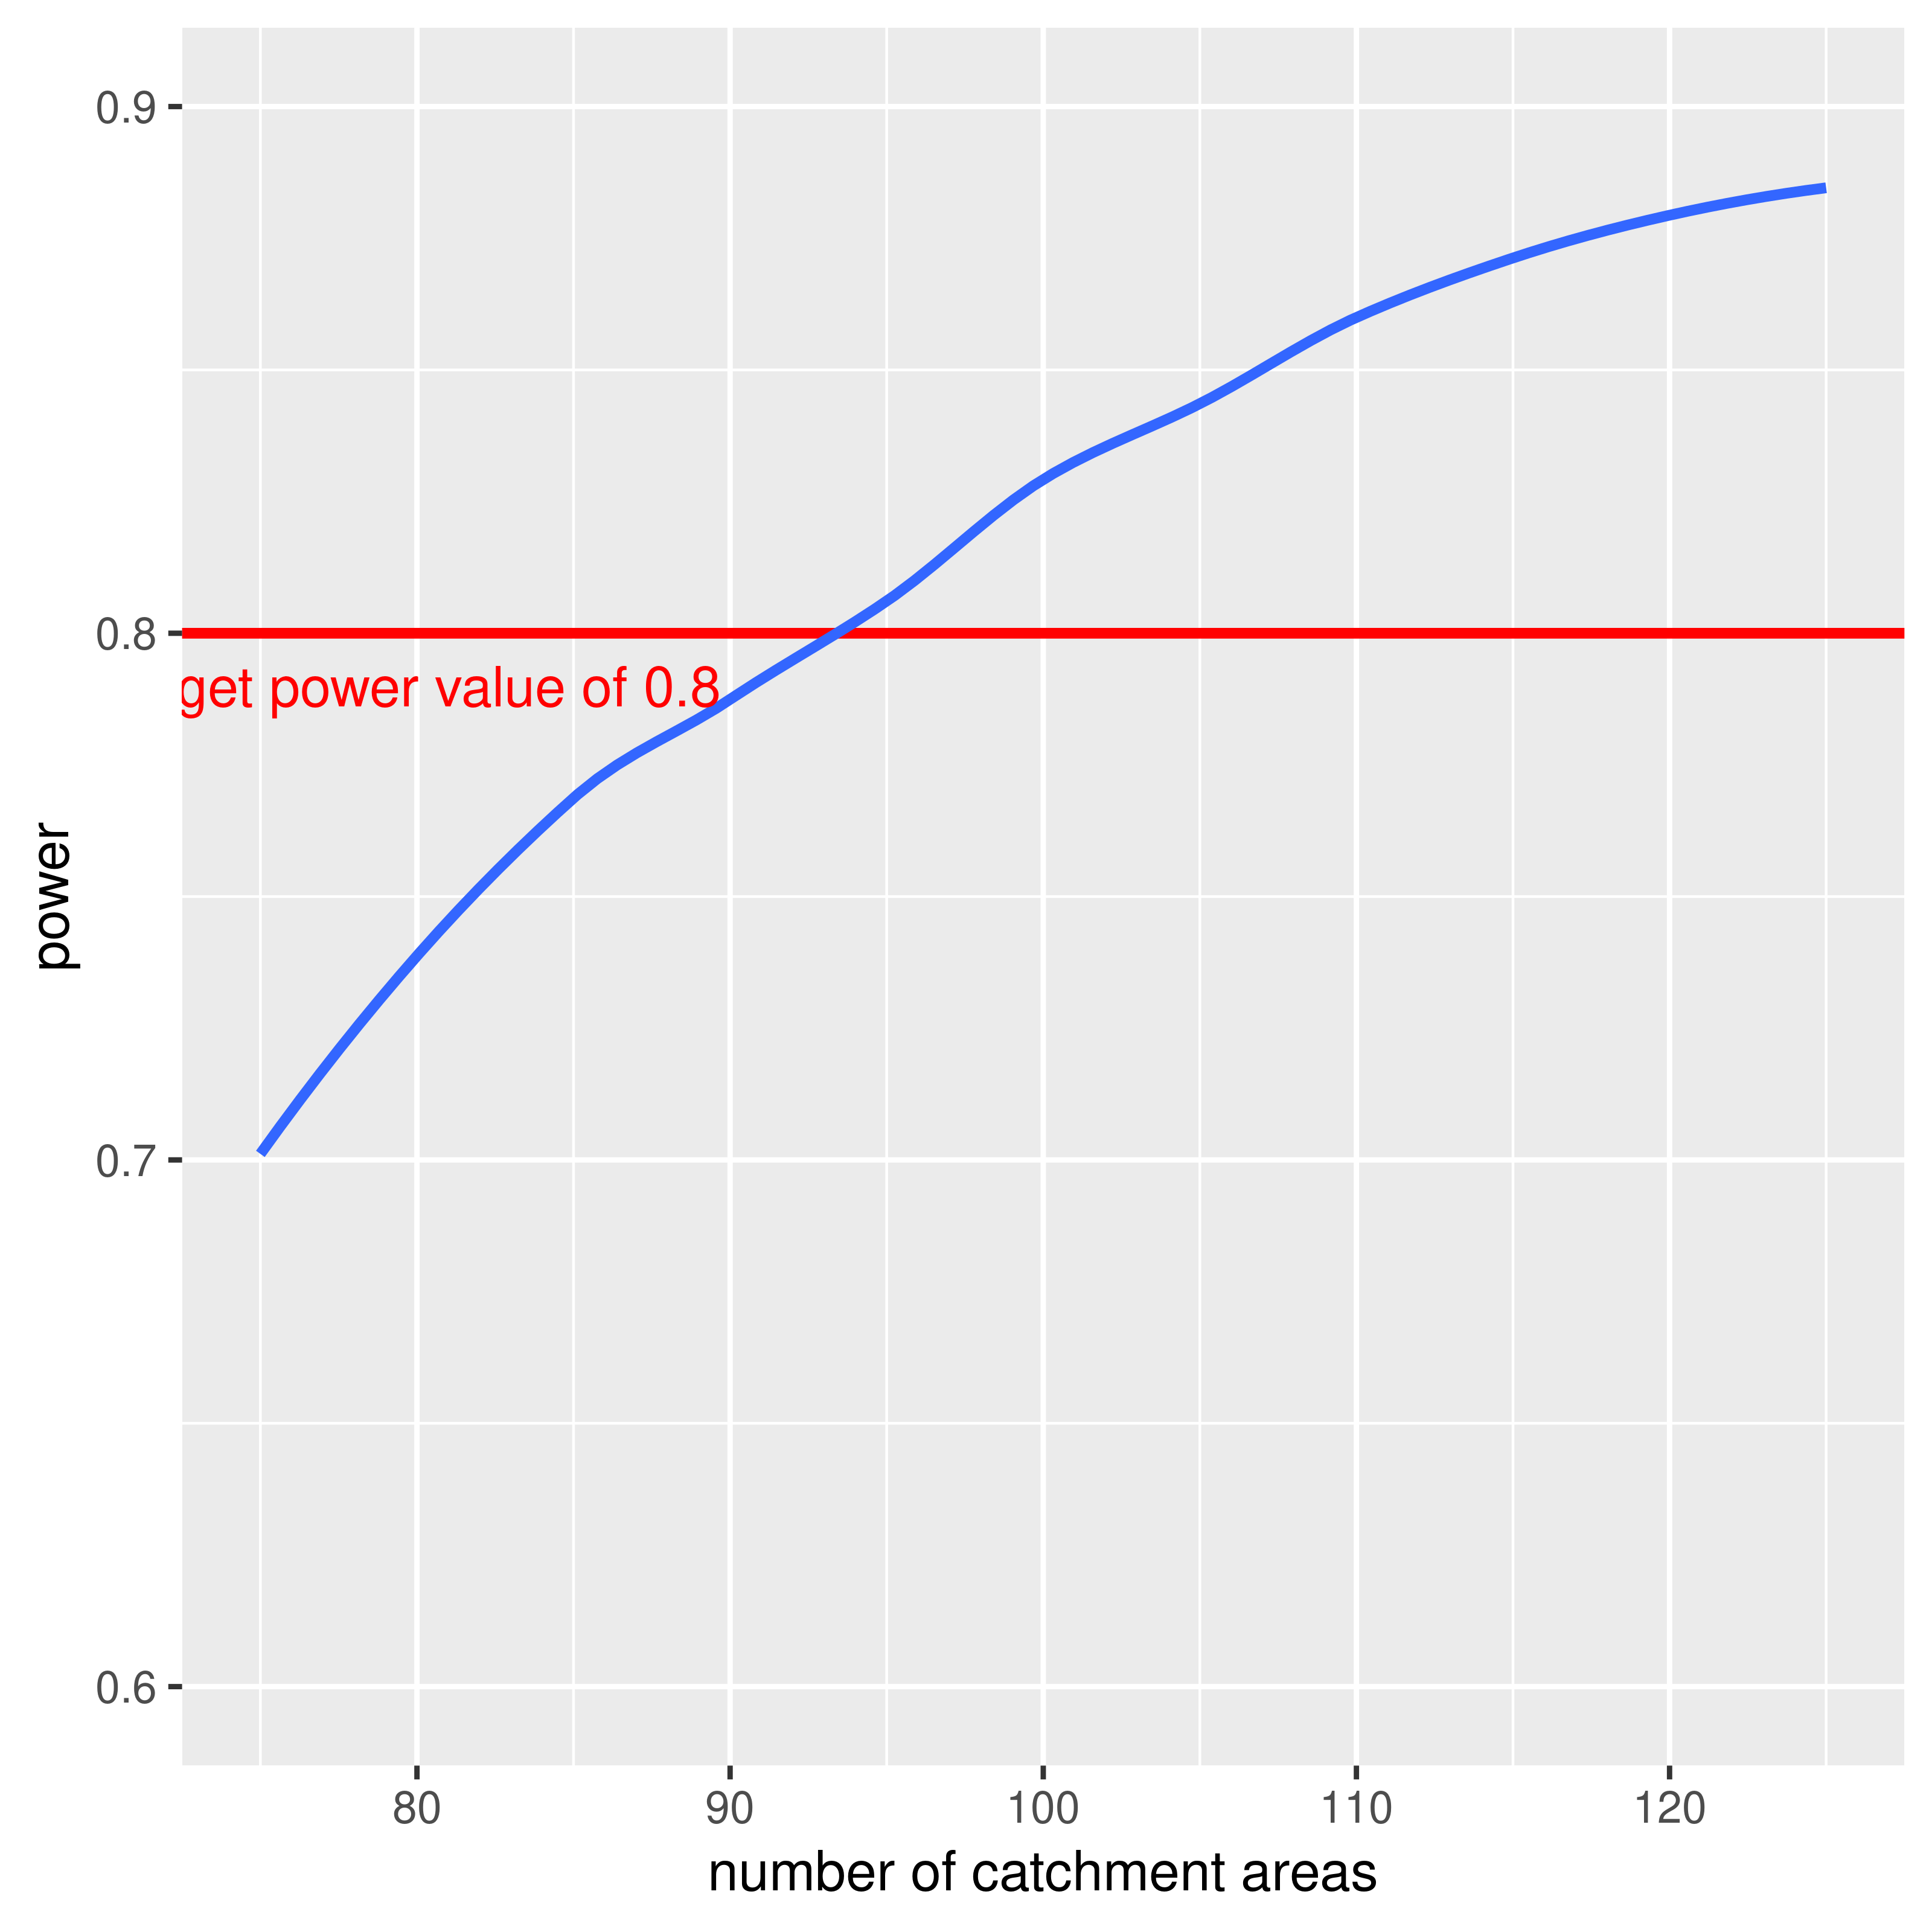 0.9
0.8
get power value of 0.8
power
0.7
0.6
80 90 100 110 120
number of catchment areas